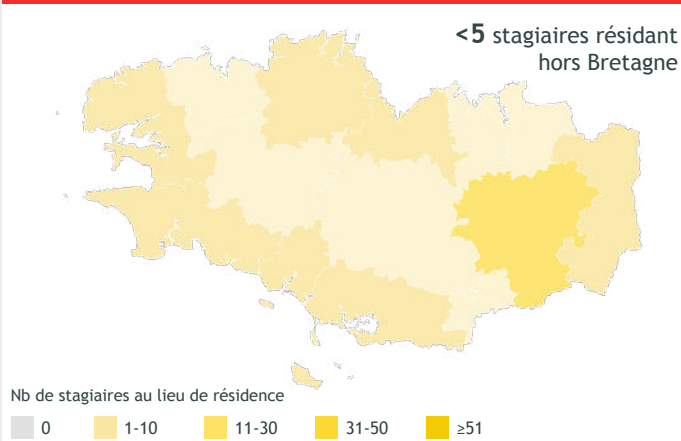 <5 stagiaires résidant
hors Bretagne
Nb de stagiaires au lieu de résidence
0 1-10 11-30 31-50 ≥51